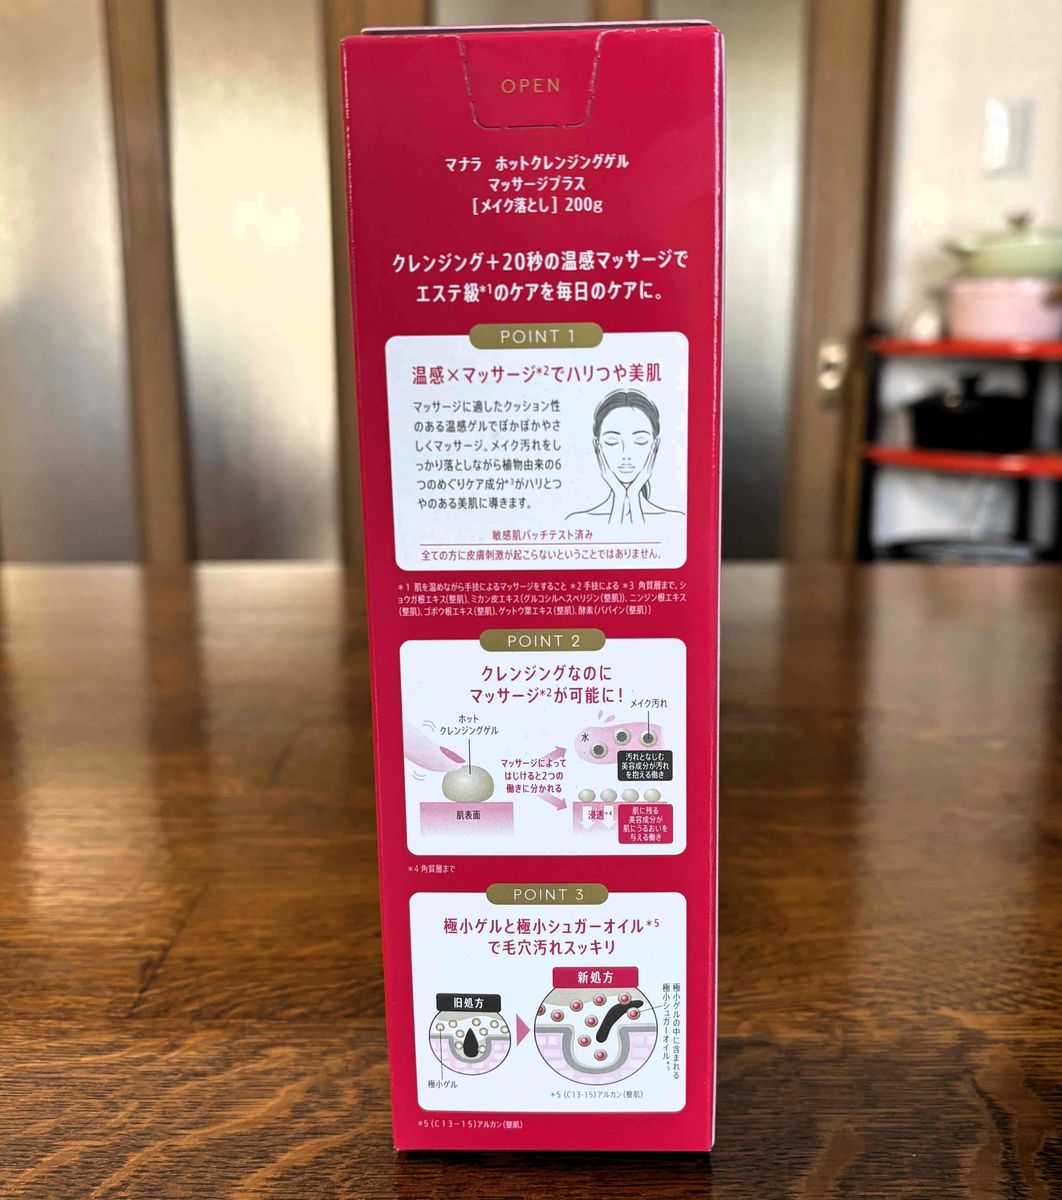 OPEN
マナラ ホットクレンジングゲル
マッサージプラス
[メイク落とし] 200g
クレンジング+20秒の温感マッサージで
エステ級*1のケアを毎日のケアに。
POINT 1
温感×マッサージ*2でハリつや美肌
マッサージに適したクッション性
のある温感ゲルでぽかぽかやさ
しくマッサージ。メイク汚れをし
っかり落としながら植物由来の6
つのめぐりケア成分*3がハリとつ
やのある美肌に導きます。
敏感肌パッチテスト済み
全ての方に皮膚刺激が起こらないということではありません。
*1 肌を温めながら手技によるマッサージをすること *2 手技による *3 角質層まで。ショ
ウガ根エキス(整肌)、ミカン皮エキス(グルコシルヘスペリジン(整肌))、ニンジン根エキス
(整肌)、ゴボウ根エキス(整肌)、ゲットウ葉エキス(整肌)、酵素(パパイン(整肌))
POINT 2
クレンジングなのに
マッサージ*2が可能に!
ホット
クレンジングゲル
肌表面
マッサージによって
はじけると2つの
働きに分かれる
メイク汚れ
水
汚れとなじむ
美容成分が汚れ
を抱える働き
浸透*4
肌に残る
美容成分が
肌にうるおいを
与える働き
*4 角質層まで
POINT 3
極小ゲルと極小シュガーオイル*5
で毛穴汚れスッキリ
旧処方
極小ゲル
新処方
極小ゲルの中に含まれる
極小シュガーオイル*5
*5 (C13-15)アルカン(整肌)
*5 (C13-15)アルカン(整肌)